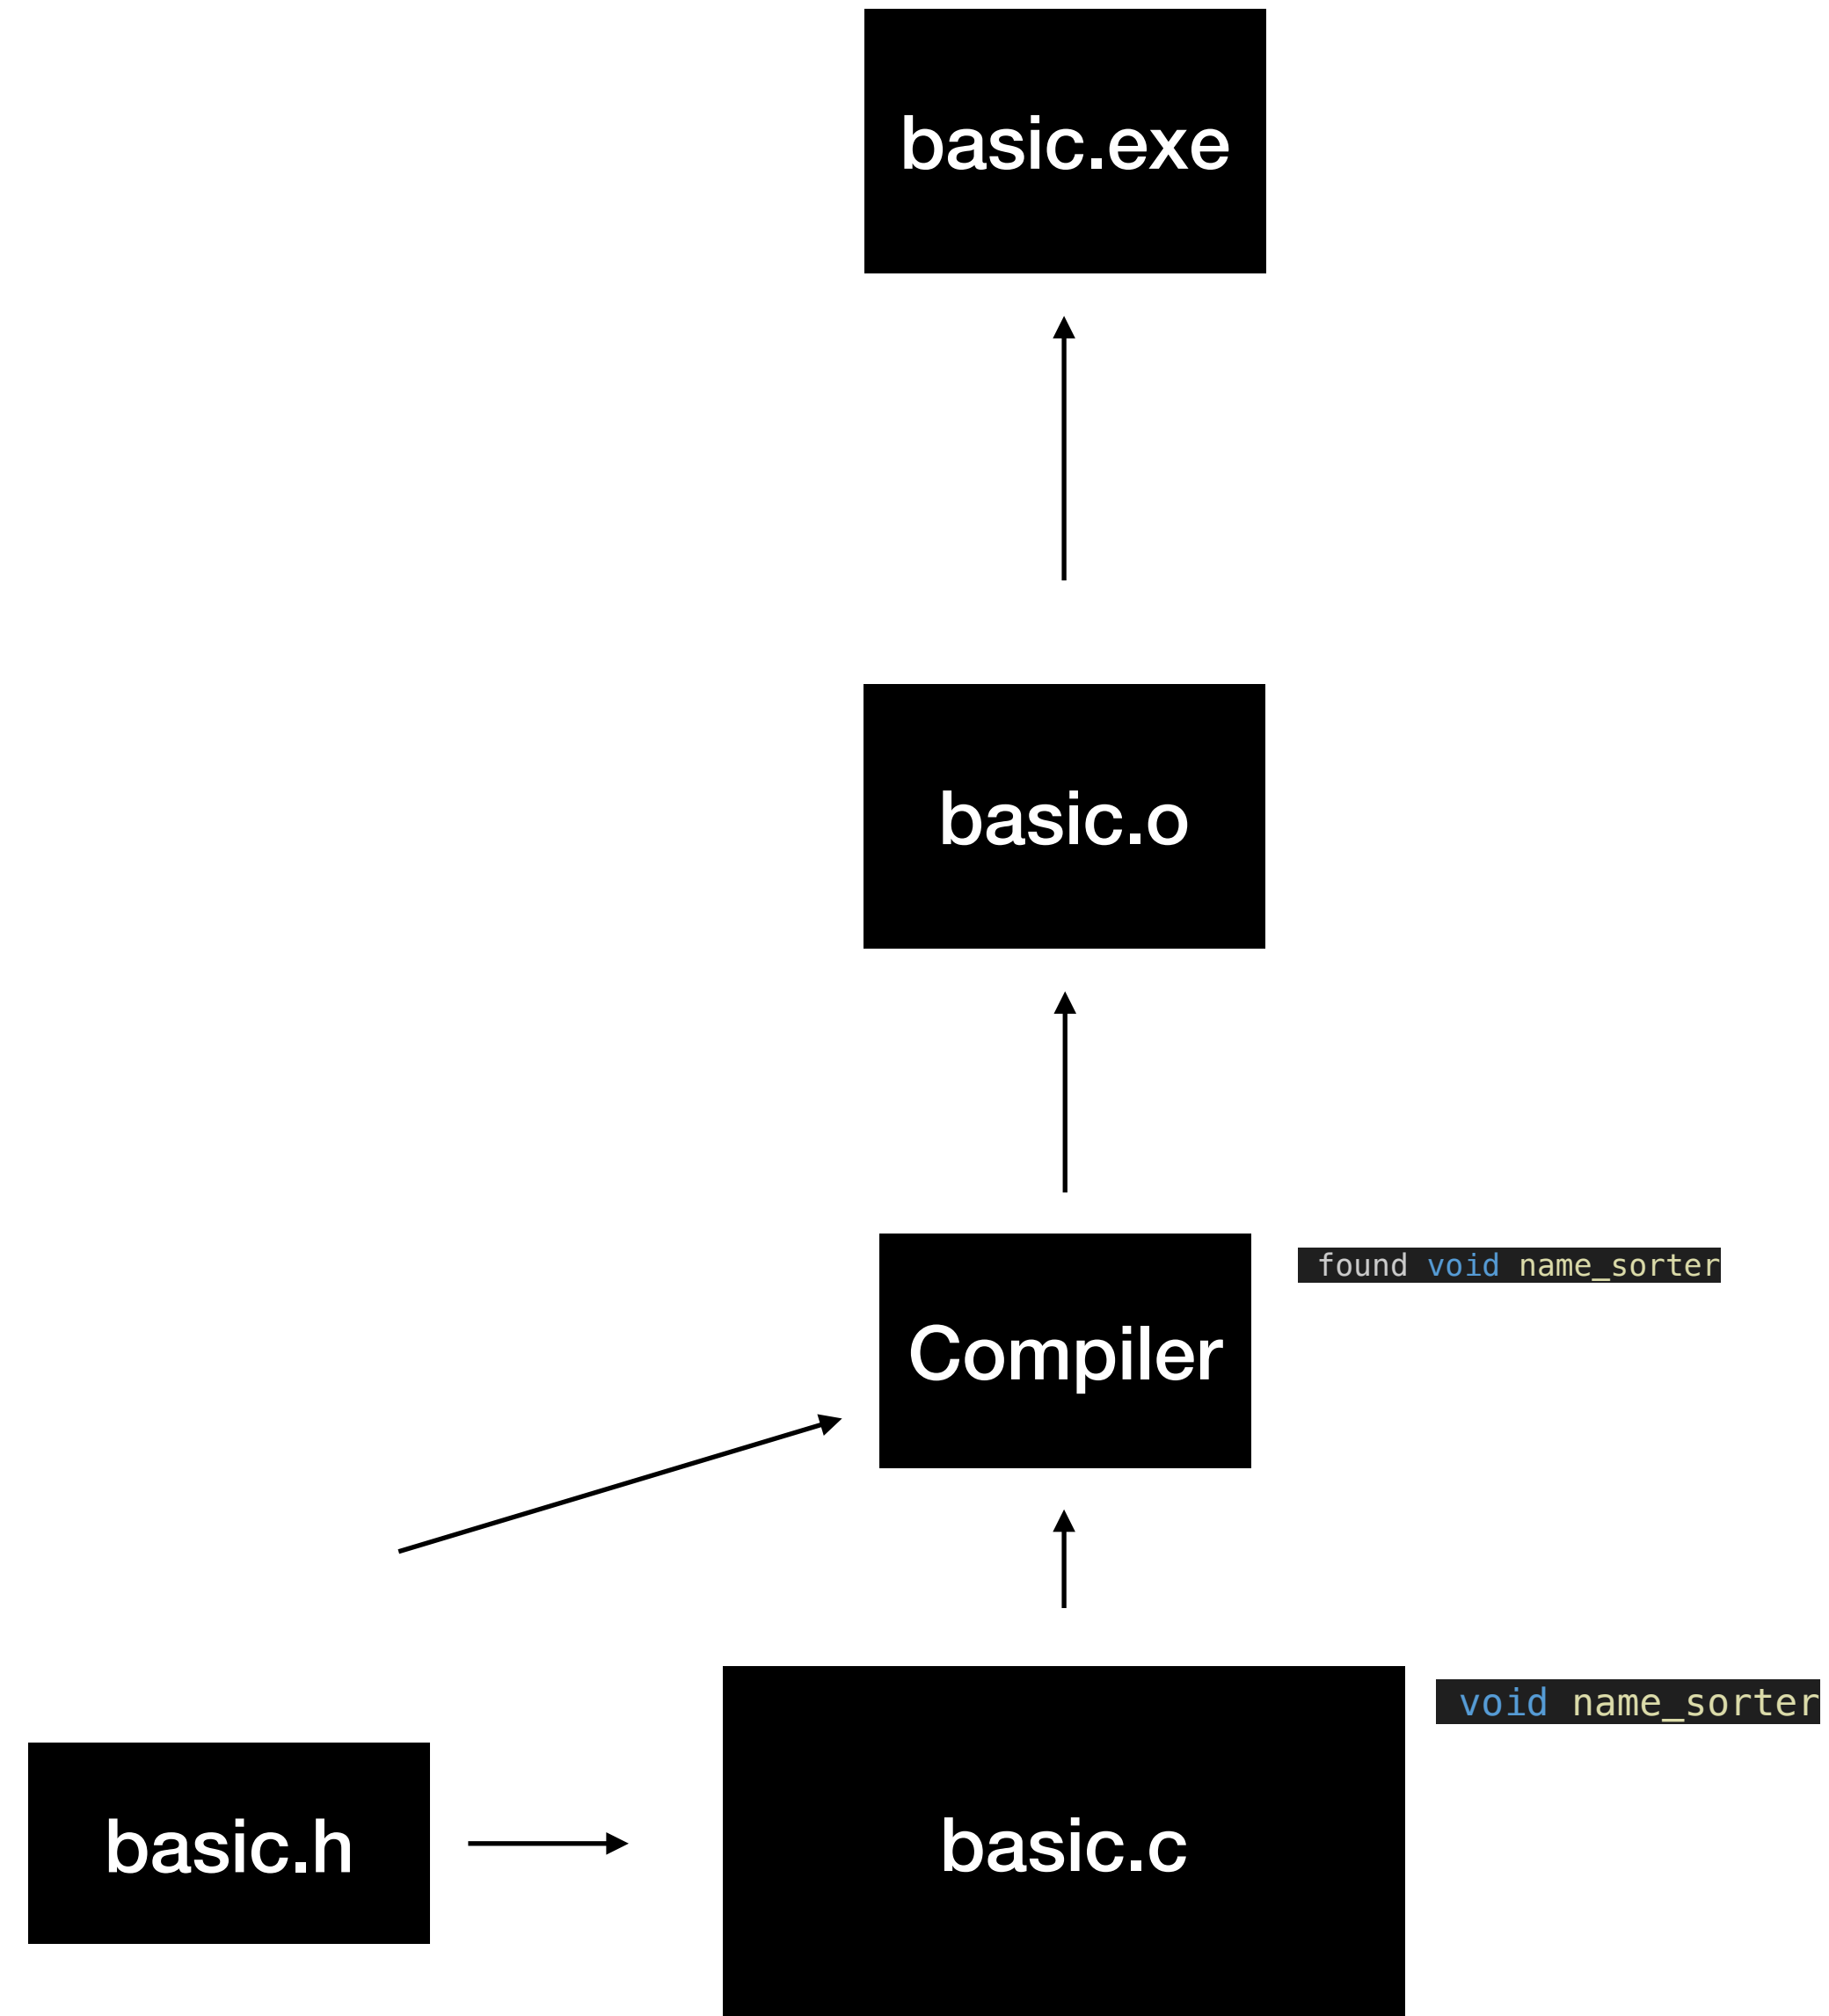 basic.exe
basic.o
found void name_sorter
Compiler
void name_sorter
basic.h
basic.c